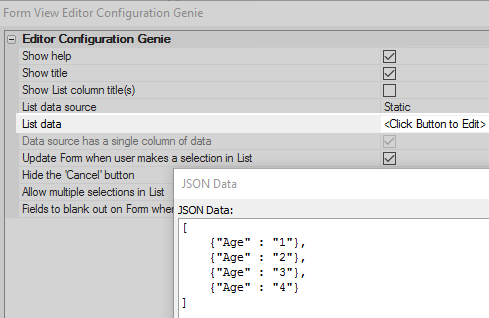 Form View Editor Configuration Genie
Editor Configuration Genie
Show help
Show title
Show List column title(s)
List data source Static
List data <Click Button to Edit>
Data source has a single column of data
Update Form when user makes a selection in List
Hide the 'Cancel' button
Allow multiple selections in List
Fields to blank out on Form when
JSON Data
JSON Data:
[
{"Age" : "1"},
{"Age" : "2"},
{"Age" : "3"},
{"Age" : "4"}
]